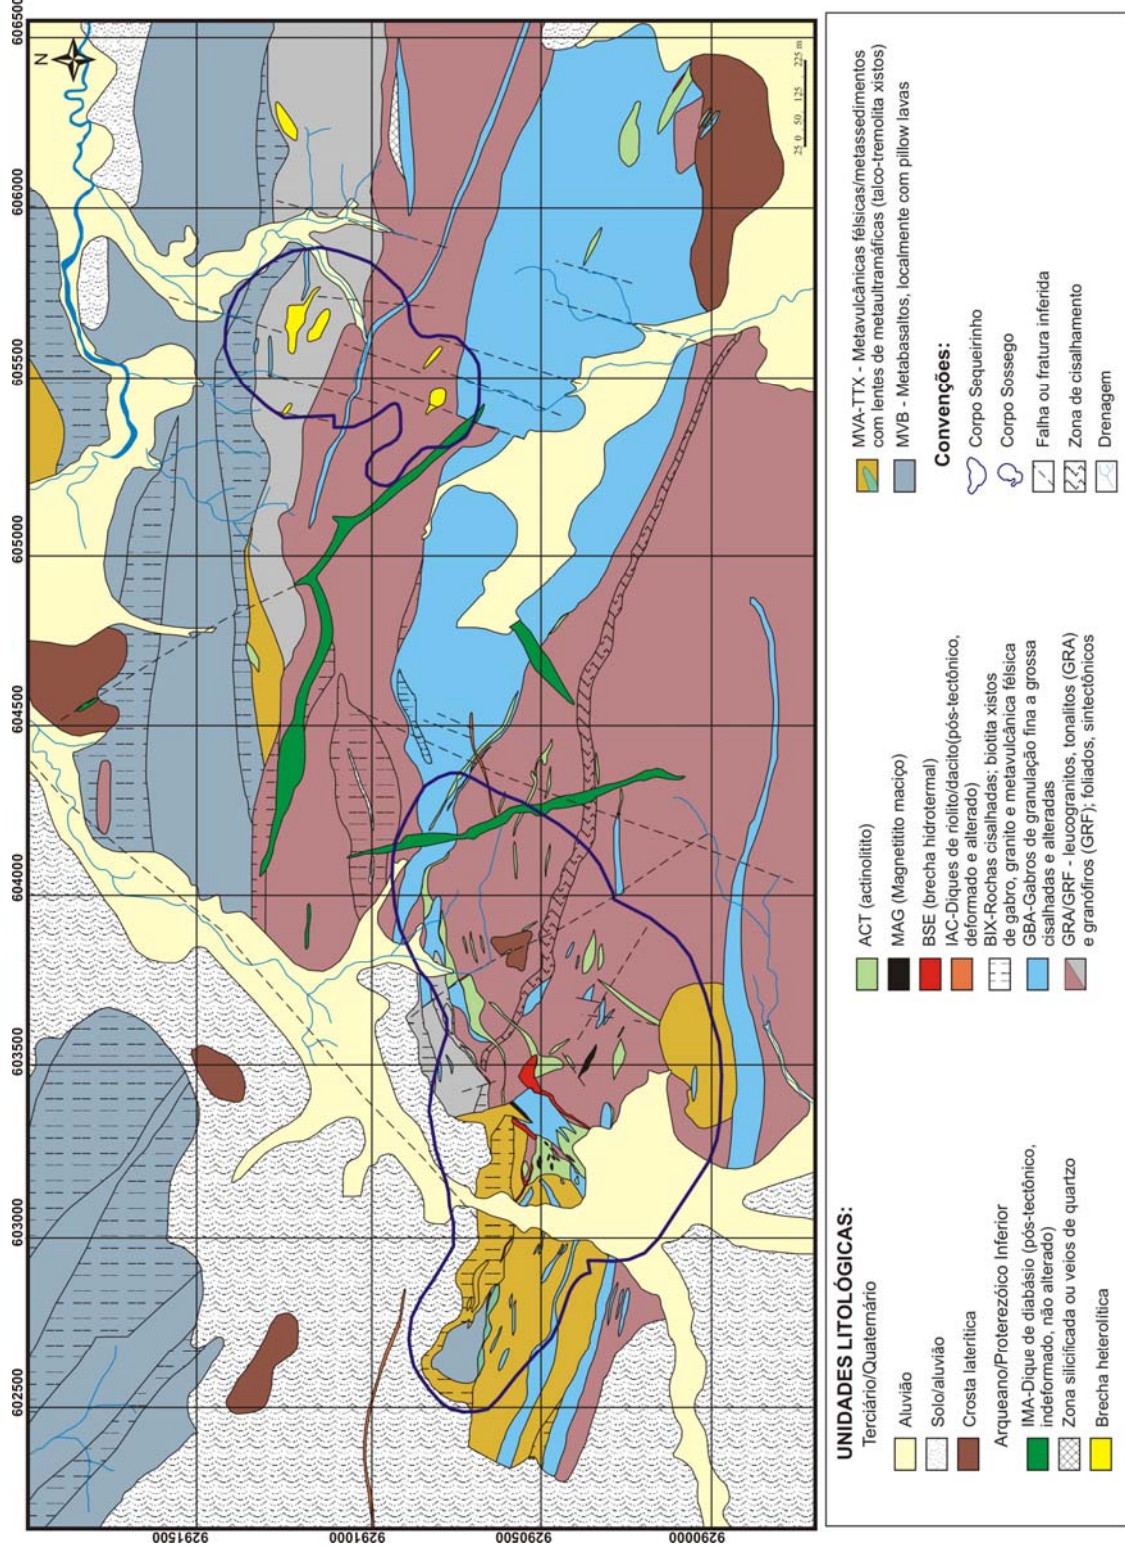 602500
603000
603500
604000
604500
605000
605500
606000
606500
9291500
9291000
9290500
9290000
N
25 0 50 125 225 m
UNIDADES LITOLÓGICAS:
Terciário/Quaternário
Aluvião
Solo/aluvião
Crosta laterítica
Arqueano/Proterezóico Inferior
IMA-Dique de diabásio (pós-tectônico,
indeformado, não alterado)
Zona silicificada ou veios de quartzo
Brecha heterolítica
ACT (actinolitito)
MAG (Magnetitito maciço)
BSE (brecha hidrotermal)
IAC-Diques de riolito/dacito(pós-tectônico,
deformado e alterado)
BIX-Rochas cisalhadas; biotita xistos
de gabro, granito e metavulcânica félsica
GBA-Gabros de granulação fina a grossa
cisalhadas e alteradas
GRA/GRF - leucogranitos, tonalitos (GRA)
e granófiros (GRF); foliados, sintectônicos
MVA-TTX - Metavulcânicas félsicas/metassedimentos
com lentes de metaultramáficas (talco-tremolita xistos)
MVB - Metabasaltos, localmente com pillow lavas
Convenções:
Corpo Sequeirinho
Corpo Sossego
Falha ou fratura inferida
Zona de cisalhamento
Drenagem